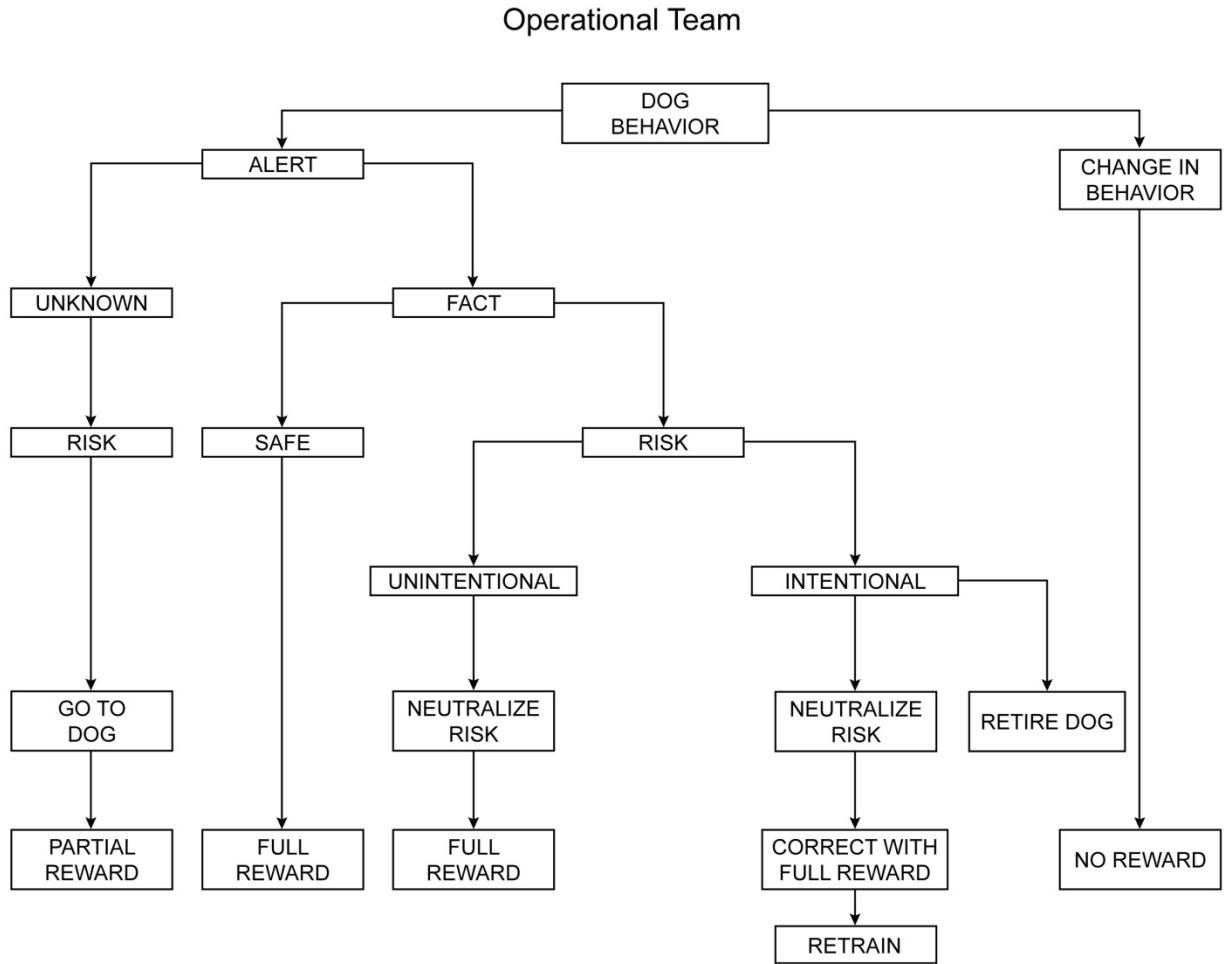 Operational Team
DOG
BEHAVIOR
ALERT
CHANGE IN
BEHAVIOR
UNKNOWN
FACT
RISK
SAFE
RISK
UNINTENTIONAL
INTENTIONAL
GO TO
DOG
NEUTRALIZE
RISK
NEUTRALIZE
RISK
RETIRE DOG
PARTIAL
REWARD
FULL
REWARD
FULL
REWARD
CORRECT WITH
FULL REWARD
NO REWARD
RETRAIN